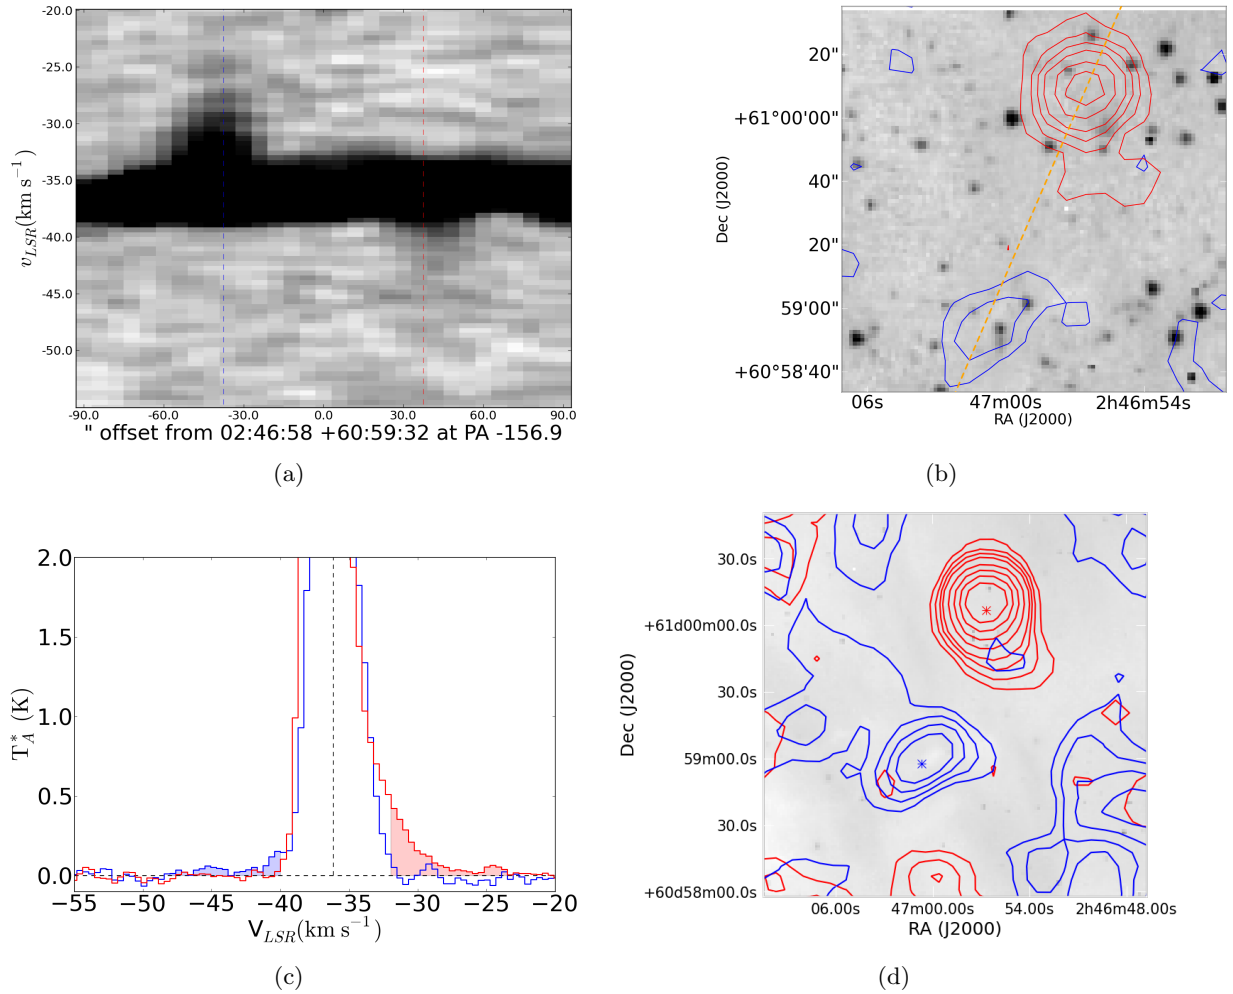 -20.0
-25.0
-30.0
-35.0
-40.0
-45.0
-50.0
v_LSR(km s⁻¹)
-90.0 -60.0 -30.0 0.0 30.0 60.0 90.0
" offset from 02:46:58 +60:59:32 at PA -156.9
(a)
20"
+61°00'00"
40"
20"
59'00"
+60°58'40"
Dec (J2000)
06s 47m00s 2h46m54s
RA (J2000)
(b)
2.0
1.5
1.0
0.5
0.0
T*_A (K)
−55 −50 −45 −40 −35 −30 −25 −20
V_LSR(km s⁻¹)
(c)
30.0s
+61d00m00.0s
30.0s
59m00.0s
30.0s
+60d58m00.0s
Dec (J2000)
06.00s 47m00.00s 54.00s 2h46m48.00s
RA (J2000)
(d)